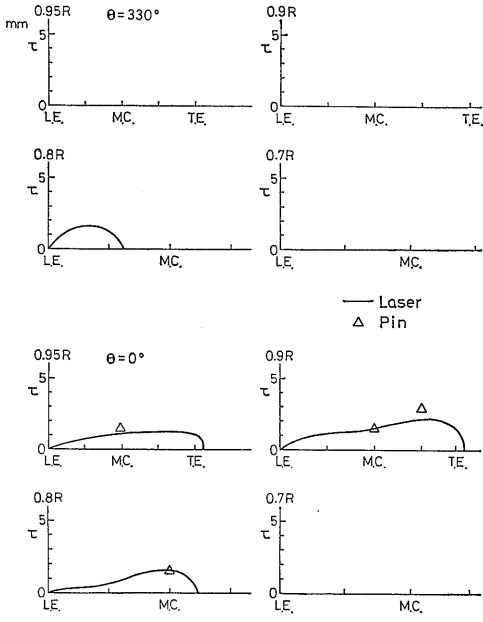 0.95R θ=330° 0.9R
mm
τ 5 τ 5
0 0
L.E. M.C. T.E. L.E. M.C. T.E.
0.8R 0.7R
τ 5 τ 5
0 0
L.E. M.C. L.E. M.C.
Laser
△ Pin
0.95R θ=0° 0.9R
τ 5 τ 5
0 0
L.E. M.C. T.E. L.E. M.C. T.E.
0.8R 0.7R
τ 5 τ 5
0 0
L.E. M.C. L.E. M.C.